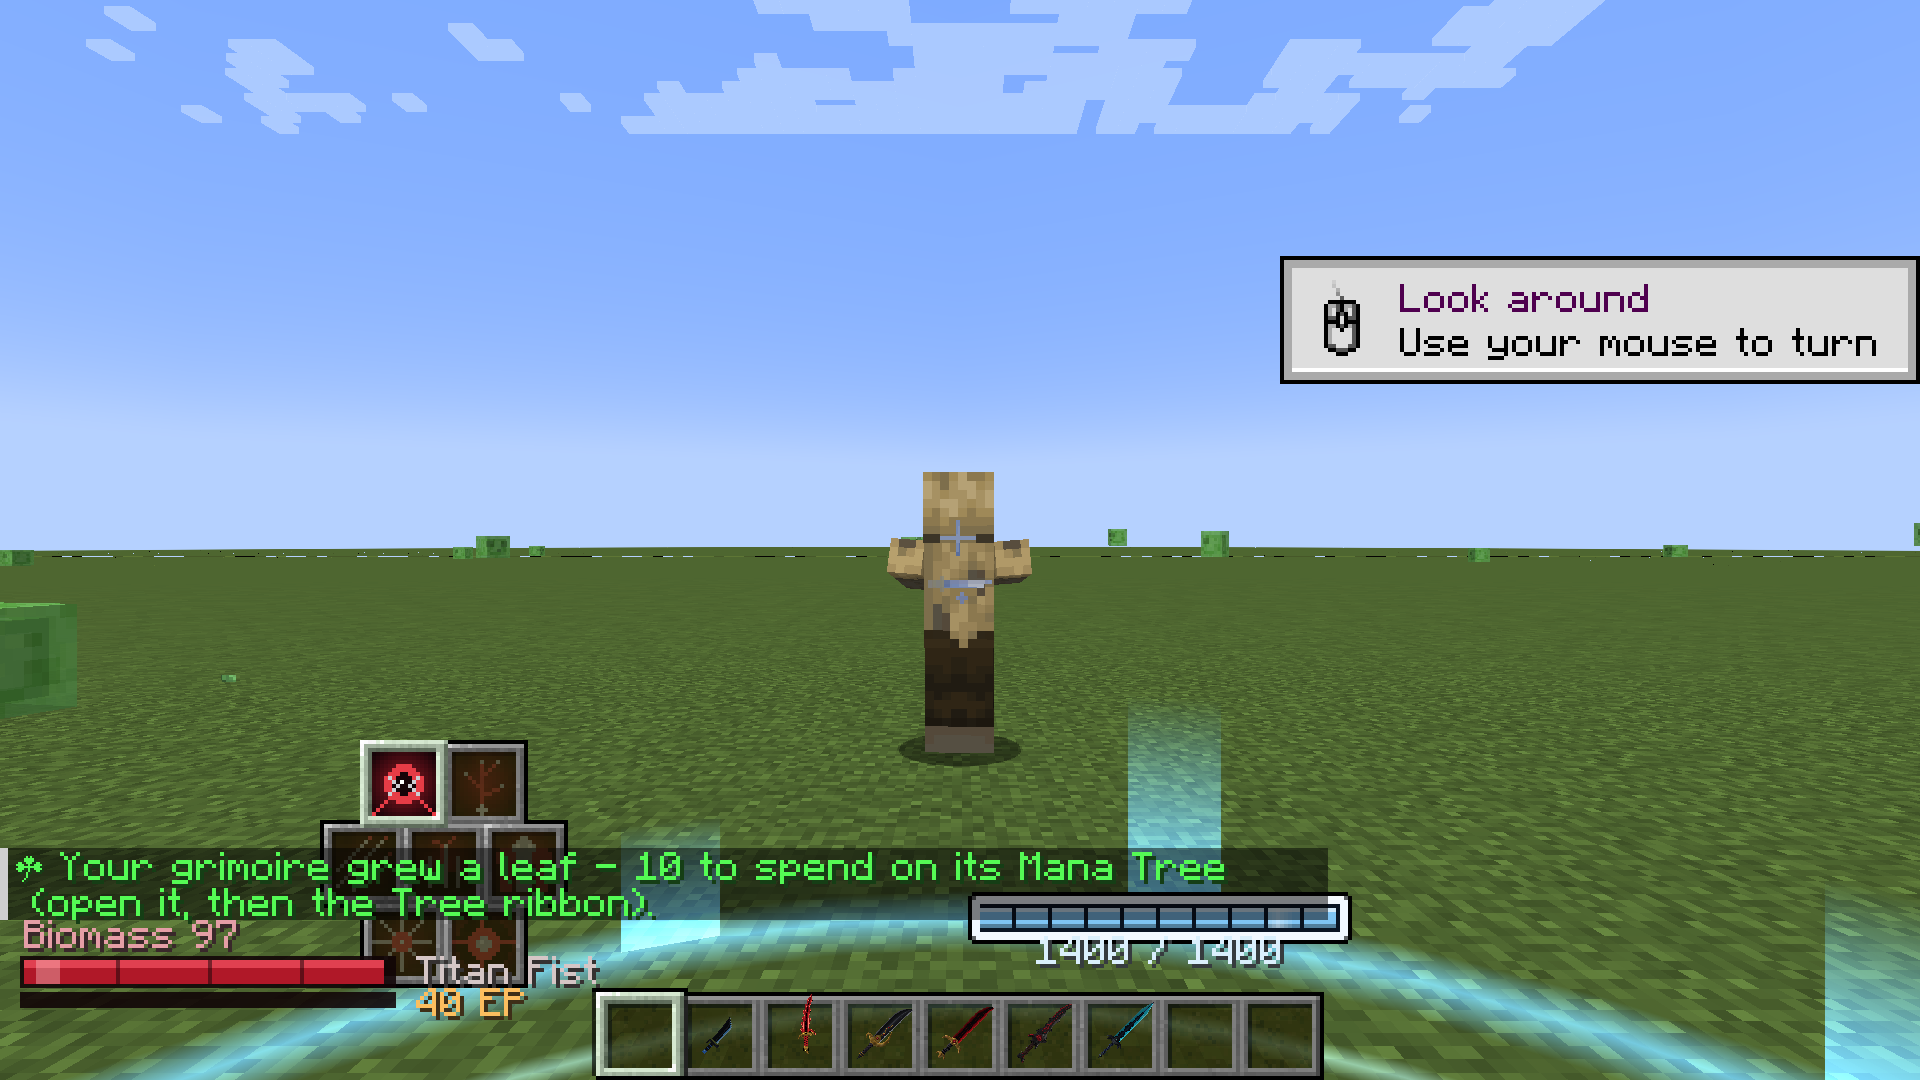 Look around
Use your mouse to turn
☘ Your grimoire grew a leaf – 10 to spend on its Mana Tree
(open it, then the Tree ribbon).
Biomass 97
1400 / 1400
Titan Fist
40 EP